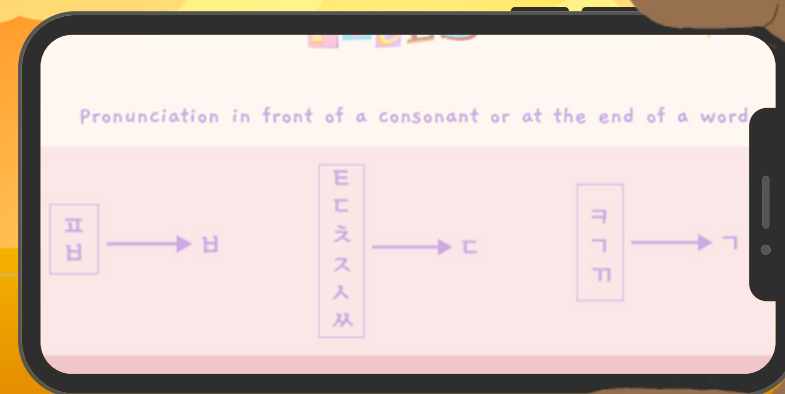 Pronunciation in front of a consonant or at the end of a word
ㅍ
ㅂ
ㅂ
ㅌ
ㄷ
ㅊ
ㅈ
ㅅ
ㅆ
ㄷ
ㅋ
ㄱ
ㄲ
ㄱ